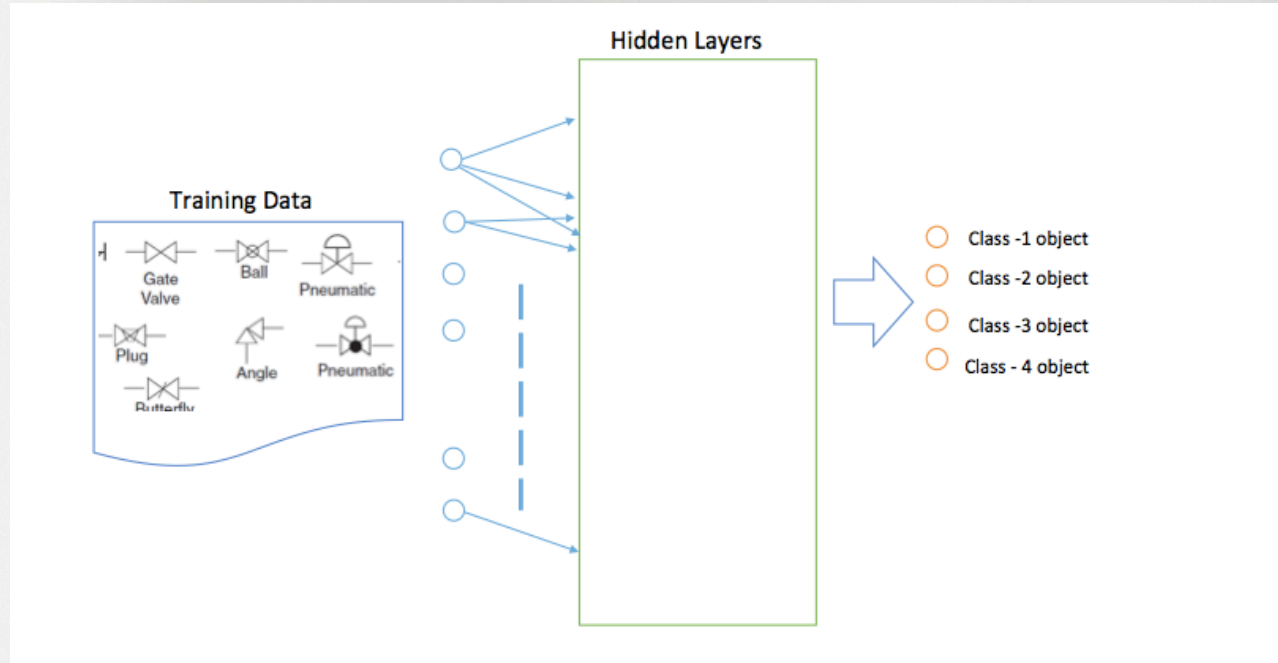 Hidden Layers
Training Data
Gate
Valve
Ball
Pneumatic
Plug
Angle
Pneumatic
Butterfly
Class -1 object
Class -2 object
Class -3 object
Class - 4 object